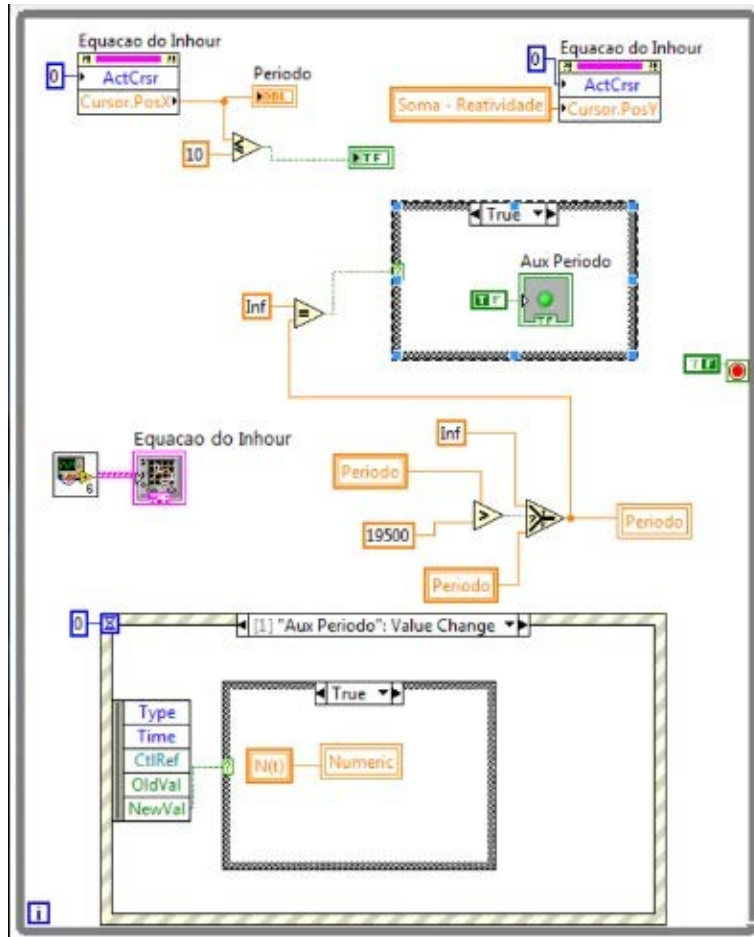 Equacao do Inhour
0
ActCrsr
Cursor.PosX
Periodo
DBL
10
TF
Equacao do Inhour
0
ActCrsr
Soma - Reatividade
Cursor.PosY
True
Aux Periodo
T F
TF
Inf
=
T F
Equacao do Inhour
6
Inf
Periodo
>
19500
?
Periodo
Periodo
0
[1] "Aux Periodo": Value Change
True
Type
Time
CtlRef
OldVal
NewVal
?
N(t)
Numeric
i